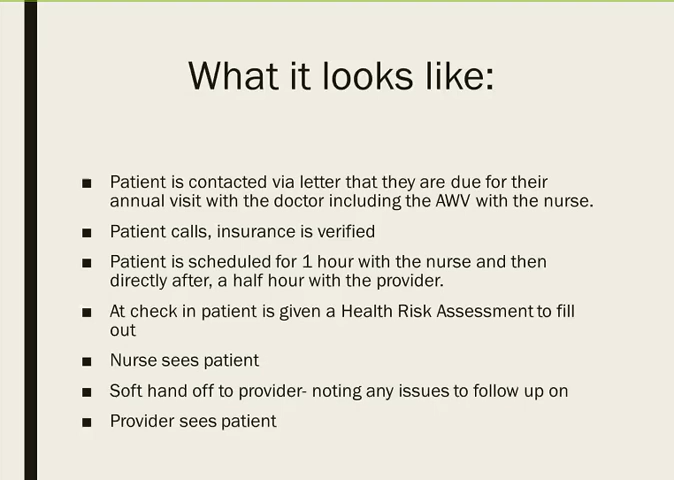 What it looks like:
■ Patient is contacted via letter that they are due for their
annual visit with the doctor including the AWV with the nurse.
■ Patient calls, insurance is verified
■ Patient is scheduled for 1 hour with the nurse and then
directly after, a half hour with the provider.
■ At check in patient is given a Health Risk Assessment to fill
out
■ Nurse sees patient
■ Soft hand off to provider- noting any issues to follow up on
■ Provider sees patient